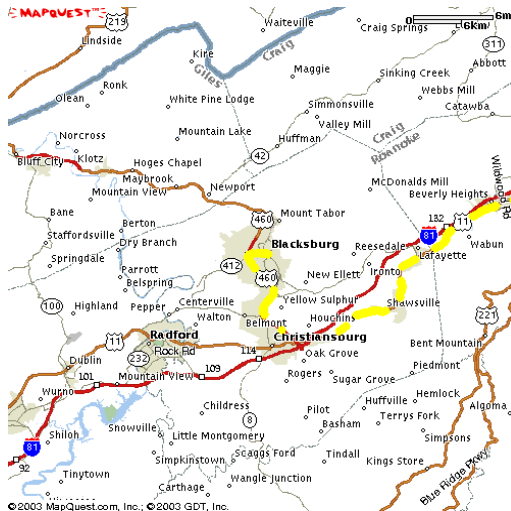 MAPQUEST
219
Waiteville
Craig Springs
0 6m
6km
Lindside
Craig
311
Kire
Giles
Abbott
Ronk
Maggie
Sinking Creek
Olean
White Pine Lodge
Webbs Mill
Simmonsville
Catawba
Valley Mill
Norcross
Mountain Lake
Craig
Huffman
Roanoke
Bluff City
Klotz
42
Hoges Chapel
Wildwood Rd
Maybrook
McDonalds Mill
Mountain View
Newport
Beverly Heights
Bane
460
Mount Tabor
132
11
Berton
81
Staffordsville
Dry Branch
Blacksburg
Reesedale
Wabun
Lafayette
Springdale
412
Parrott
460
Ironto
Belspring
New Ellett
100
Highland
Pepper
Centerville
Yellow Sulphur
Shawsville
Walton
Belmont
Houchins
221
11
Radford
Christiansburg
Bent Mountain
Rock Rd
114
232
Oak Grove
Dublin
109
Piedmont
101
Mountain View
Rogers
Sugar Grove
Wurno
Hemlock
Childress
Huffville
Algoma
Pilot
Terrys Fork
8
Snowville
Basham
Shiloh
Little Montgomery
Simpsons
81
Scaggs Ford
92
Simpkinstown
Tindall
Kings Store
Tinytown
Wangle Junction
Blue Ridge Pkwy
Carthage
©2003 MapQuest.com, Inc.; ©2003 GDT, Inc.